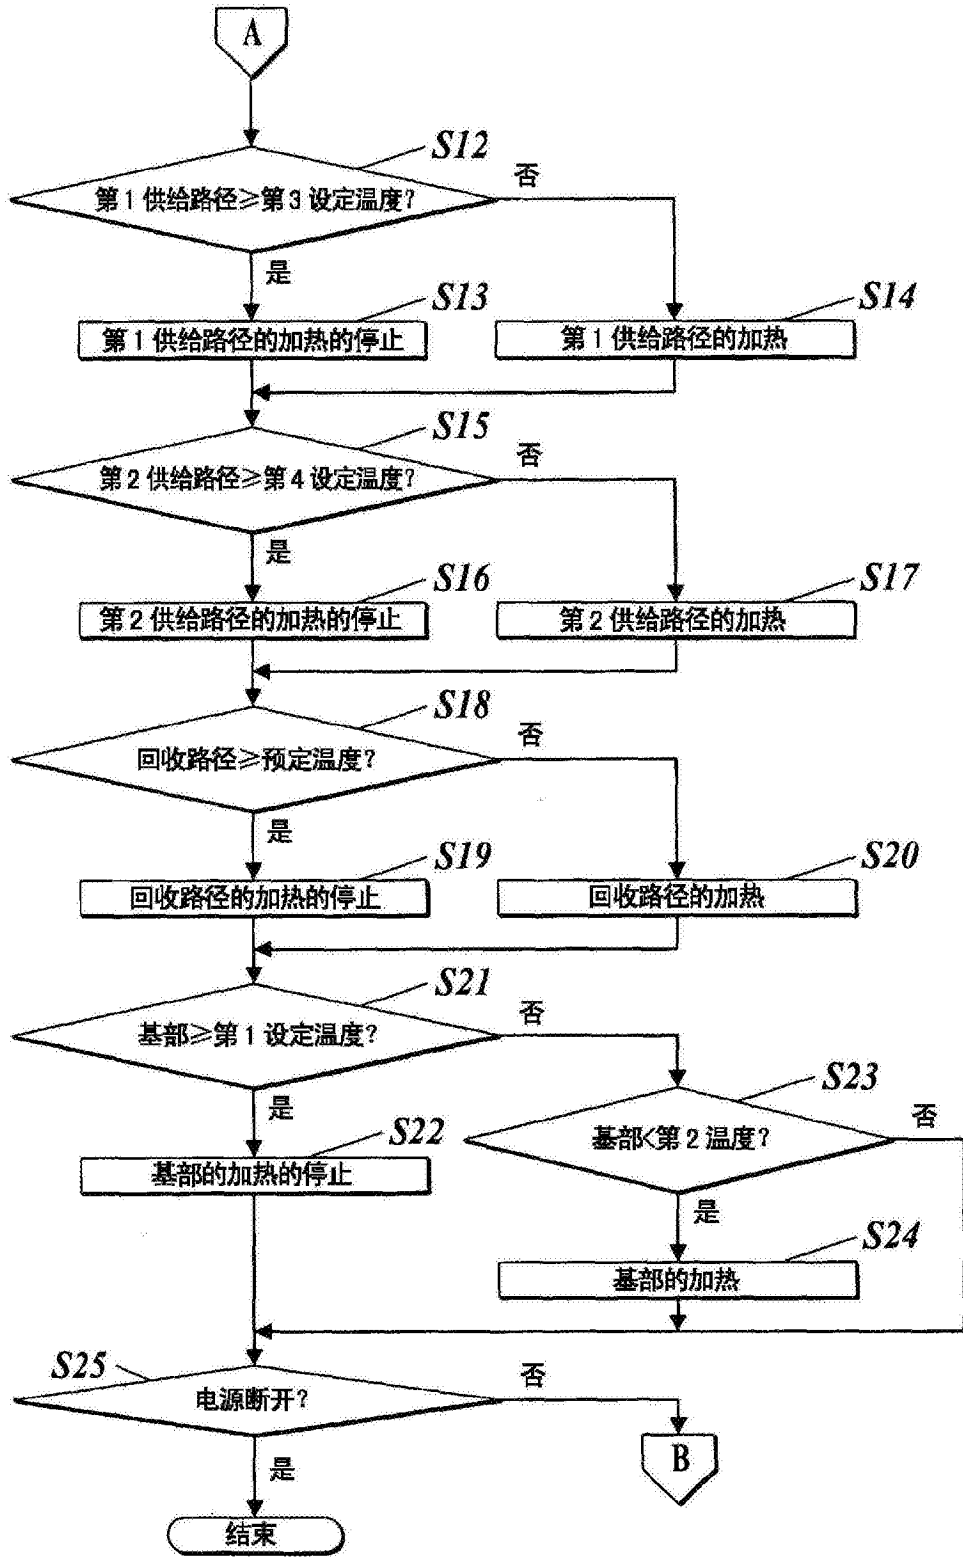 A
S12
第1供给路径≥第3设定温度？
否
是
S13
第1供给路径的加热的停止
S14
第1供给路径的加热
S15
第2供给路径≥第4设定温度？
否
是
S16
第2供给路径的加热的停止
S17
第2供给路径的加热
S18
回收路径≥预定温度？
否
是
S19
回收路径的加热的停止
S20
回收路径的加热
S21
基部≥第1设定温度？
否
是
S22
基部的加热的停止
S23
基部<第2温度？
否
是
S24
基部的加热
S25
电源断开？
否
是
B
结束